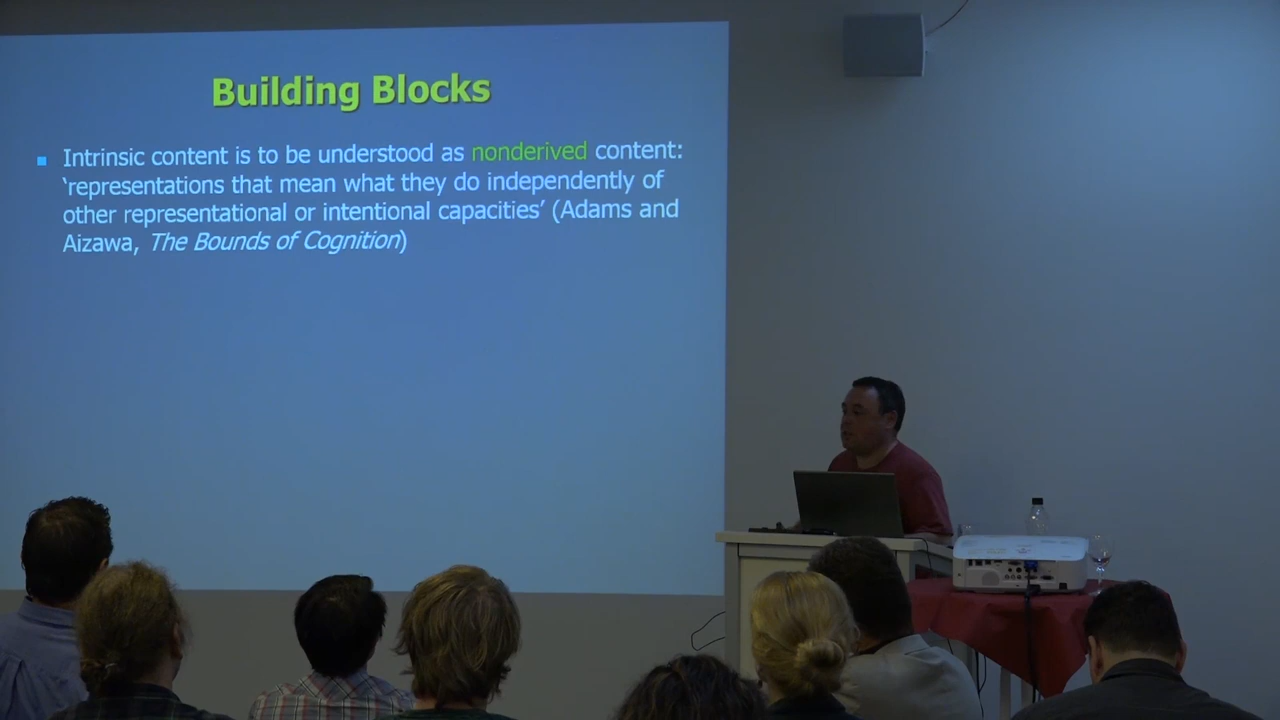 Building Blocks
Intrinsic content is to be understood as nonderived content:
‘representations that mean what they do independently of
other representational or intentional capacities’ (Adams and
Aizawa, The Bounds of Cognition)